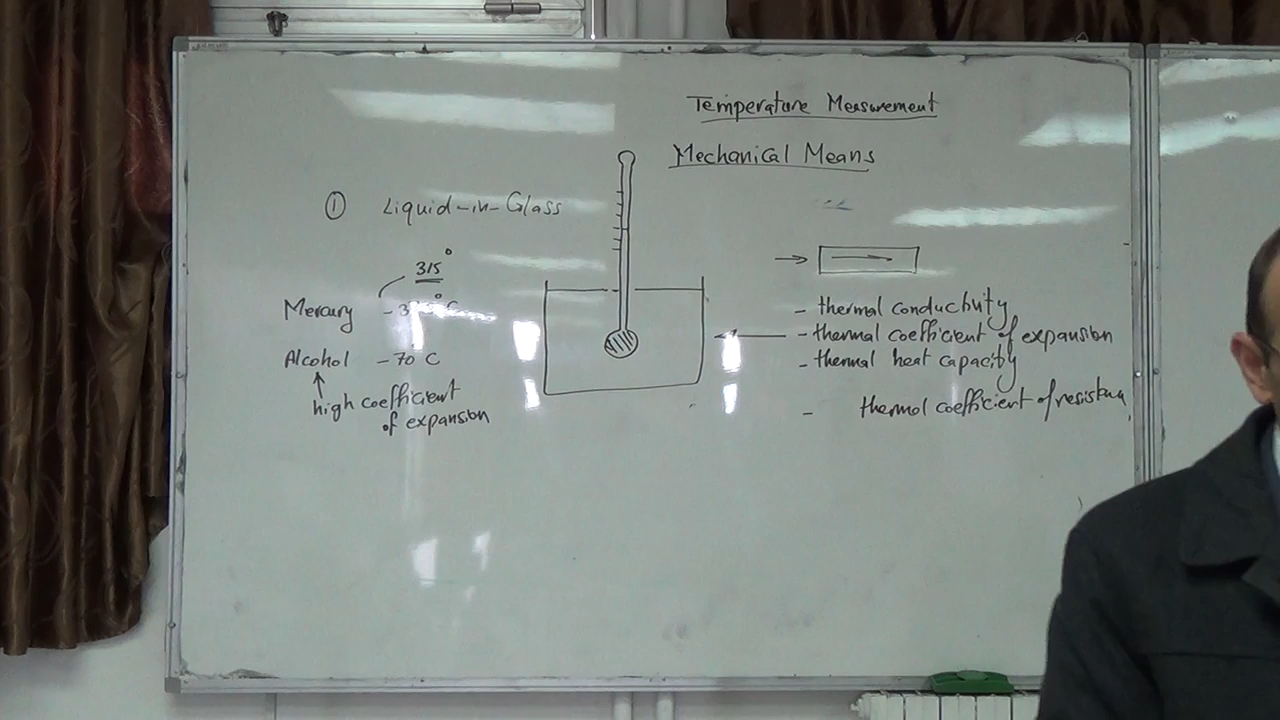 Temperature Measurement
Mechanical Means
① Liquid-in-Glass
315°
Mercury
Alcohol -70° C
high coefficient
of expansion
- thermal conductivity
- thermal coefficient of expansion
- thermal heat capacity
- thermal coefficient of